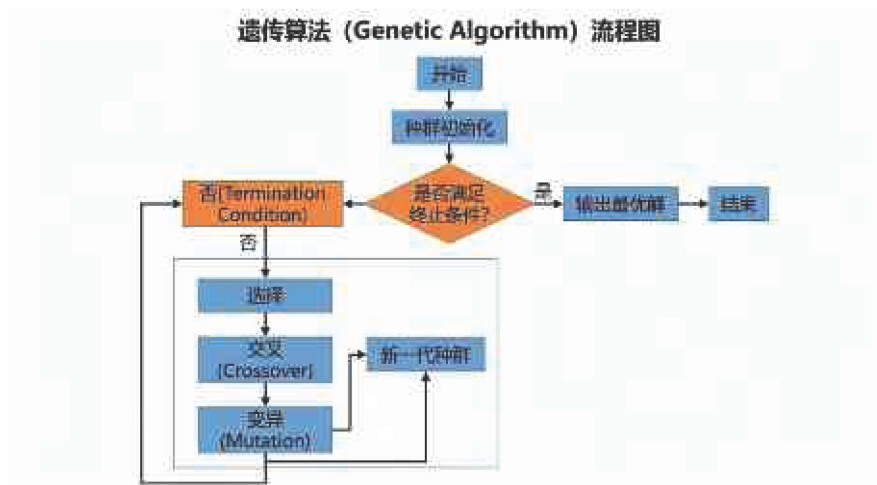 遗传算法（Genetic Algorithm）流程图
开始
种群初始化
否(Termination
Condition)
是否满足
终止条件?
是
输出最优解
结束
否
选择
交叉
(Crossover)
新一代种群
变异
(Mutation)